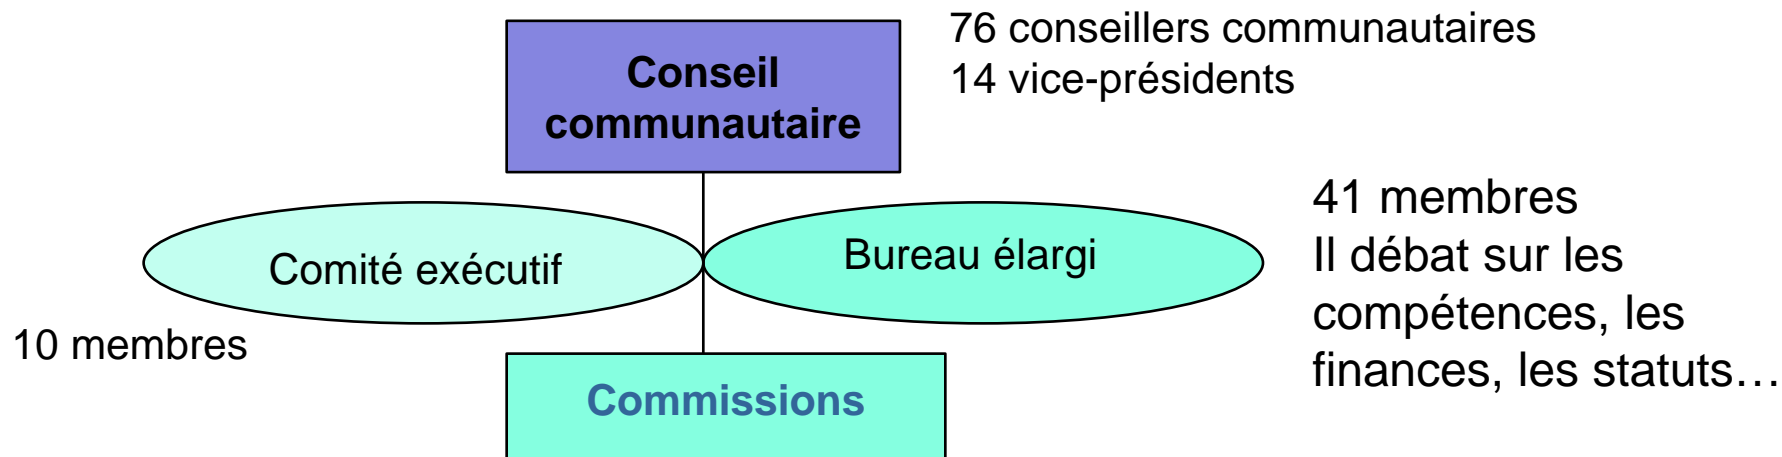 76 conseillers communautaires
14 vice-présidents
Conseil
communautaire
41 membres
Il débat sur les
compétences, les
finances, les statuts…
Comité exécutif
Bureau élargi
10 membres
Commissions